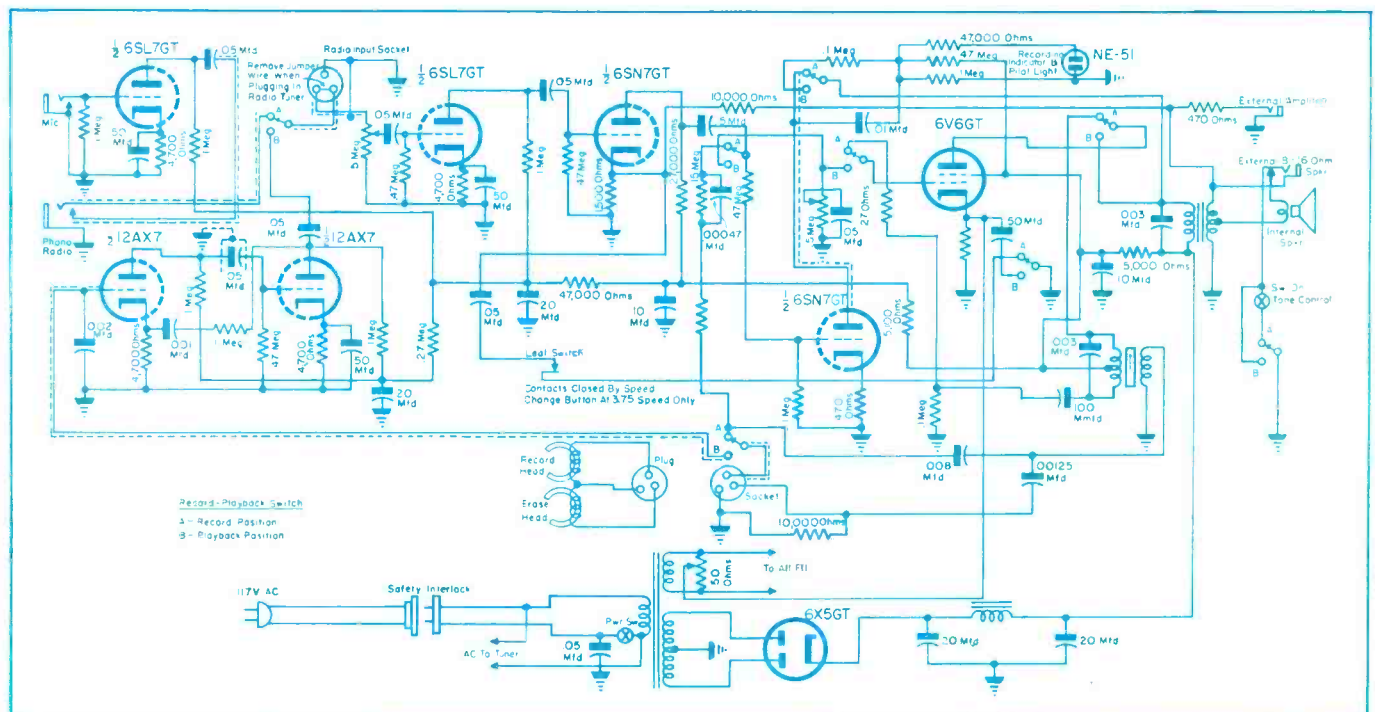 ½ 6SL7GT
.05 Mfd
Mic
1 Meg
50 Mfd
4,700 Ohms
1 Meg
Phono
Radio
Remove Jumper
Wire When
Plugging In
Radio Tuner
Radio Input Socket
A
B
.5 Meg
.05 Mfd
.47 Meg
½ 6SL7GT
4,700 Ohms
50 Mfd
1 Meg
.05 Mfd
½ 6SN7GT
.47 Meg
1,500 Ohms
10,000 Ohms
.5 Mfd
A
B
.47 Meg
.00047 Mfd
.1 Meg
A
B
.01 Mfd
A
B
.5 Meg
.05 Mfd
47,000 Ohms
.47 Meg
.1 Meg
NE-51
Recording
Indicator &
Pilot Light
6V6GT
50 Mfd
A
B
A
B
.003 Mfd
5,000 Ohms
10 Mfd
External Amplifier
470 Ohms
External 8-16 Ohm
Spkr
Internal
Spkr
Sw On
Tone Control
A
B
½ 12AX7
.002 Mfd
4,700 Ohms
.001 Mfd
1 Meg
.1 Meg
.05 Mfd
.05 Mfd
12AX7
.47 Meg
4,700 Ohms
50 Mfd
.1 Meg
20 Mfd
.05 Mfd
20 Mfd
47,000 Ohms
10 Mfd
Leaf Switch
Contacts Closed By Speed
Change Button At 3.75 Speed Only
½ 6SN7GT
1 Meg
470 Ohms
5,100 Ohms
.1 Meg
.003 Mfd
100 Mmfd
A
B
.008 Mfd
.00125 Mfd
Record
Head
Erase
Head
Plug
Socket
10,000 Ohms
Record-Playback Switch
A - Record Position
B - Playback Position
117V AC
Safety Interlock
AC To Tuner
.05 Mfd
Pwr Sw
50 Ohms
To All Fil
6X5GT
20 Mfd
20 Mfd